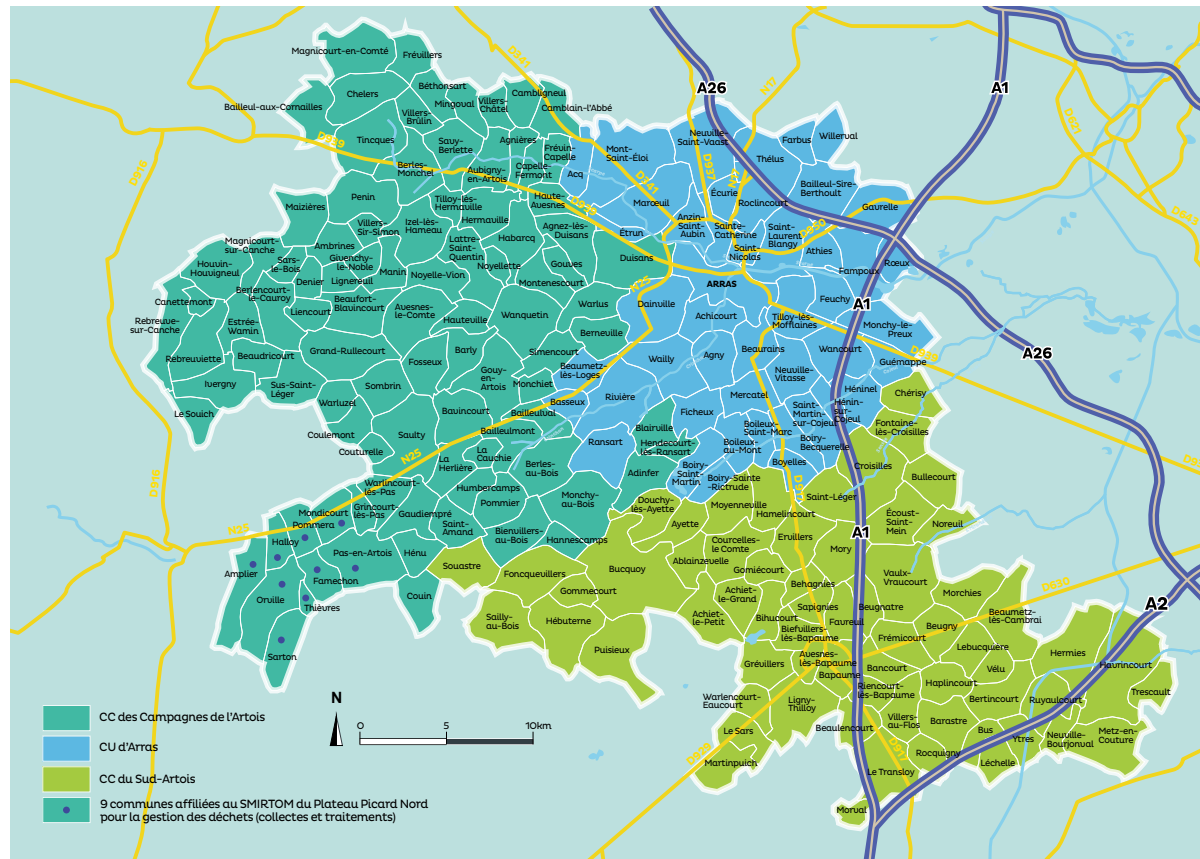 Magnicourt-en-Comté
Frévillers
Chelers
Béthonsart
Mingoval
Villers-
Châtel
Cambligneul
Camblain-l'Abbé
Bailleul-aux-Cornailles
Villers-
Brûlin
Tincques
Savy-
Berlette
Agnières
Frévin-
Capelle
Capelle-
Fermont
Aubigny-
en-Artois
Berles-
Monchel
Acq
Mont-
Saint-Éloi
Neuville-
Saint-Vaast
Farbus
Willerval
Thélus
Bailleul-Sire-
Berthoult
Gavrelle
Écurie
Roclincourt
Marœuil
Penin
Maizières
Tilloy-lès-
Hermaville
Hermaville
Haute-
Avesnes
Izel-lès-
Hameau
Villers-
Sir-Simon
Habarcq
Agnez-lès-
Duisans
Étrun
Anzin-
Saint-
Aubin
Sainte-
Catherine
Saint-
Laurent
Blangy
Saint-
Nicolas
Athies
Fampoux
Rœux
Magnicourt-
sur-Canche
Ambrines
Givenchy-
le-Noble
Sars-
le-Bois
Houvin-
Houvigneul
Denier
Lignereuil
Manin
Noyelle-Vion
Lattre-
Saint-
Quentin
Noyellette
Gouves
Montenescourt
Duisans
ARRAS
Feuchy
Berlencourt-
le-Cauroy
Canettemont
Liencourt
Beaufort-
Blavincourt
Avesnes-
le-Comte
Hauteville
Wanquetin
Warlus
Dainville
Achicourt
Tilloy-lès-
Mofflaines
Monchy-le-
Preux
Rebreuve-
sur-Canche
Estrée-
Wamin
Rebreuviette
Beaudricourt
Grand-Rullecourt
Fosseux
Barly
Simencourt
Berneville
Beaumetz-
lès-Loges
Wailly
Agny
Beaurains
Neuville-
Vitasse
Wancourt
Guémappe
Ivergny
Sus-Saint-
Léger
Sombrin
Gouy-
en-
Artois
Monchiet
Basseux
Rivière
Mercatel
Héninel
Hénin-
sur-
Cojeul
Chérisy
Le Souich
Warluzel
Bavincourt
Bailleulval
Bailleulmont
Ficheux
Saint-
Martin-
sur-Cojeul
Boileux-
Saint-Marc
Boiry-
Becquerelle
Fontaine-
lès-Croisilles
Coulemont
Couturelle
Saulty
La
Herlière
La
Cauchie
Berles-
au-Bois
Ransart
Blairville
Hendecourt-
lès-Ransart
Adinfer
Boileux-
au-Mont
Boiry-
Saint-
Martin
Boiry-Sainte
-Rictrude
Boyelles
Croisilles
Bullecourt
Warlincourt-
lès-Pas
Grincourt-
lès-Pas
Humbercamps
Pommier
Monchy-
au-Bois
Douchy-
lès-Ayette
Moyenneville
Hamelincourt
Saint-Léger
Écoust-
Saint-
Mein
Noreuil
Mondicourt
Pommera
Gaudiempré
Saint-
Amand
Bienvillers-
au-Bois
Hannescamps
Ayette
Courcelles-
le Comte
Ervillers
Mory
Halloy
Pas-en-Artois
Hénu
Souastre
Foncquevillers
Bucquoy
Ablainzevelle
Gomiécourt
Behagnies
Vaulx-
Vraucourt
Morchies
Amplier
Famechon
Orville
Thièvres
Couin
Gommecourt
Achiet-
le-Grand
Achiet-
le-Petit
Bihucourt
Sapignies
Beugnatre
Favreuil
Beugny
Beaumetz-
lès-Cambrai
Sailly-
au-Bois
Hébuterne
Puisieux
Biefvillers-
lès-Bapaume
Frémicourt
Lebucquière
Hermies
Havrincourt
Sarton
Grévillers
Avesnes-
lès-Bapaume
Bapaume
Bancourt
Vélu
Trescault
Riencourt-
lès-Bapaume
Haplincourt
Bertincourt
Ruyaulcourt
Warlencourt-
Eaucourt
Ligny-
Thilloy
Beaulencourt
Villers-
au-Flos
Barastre
Bus
Ytres
Neuville-
Bourjonval
Metz-en-
Couture
Le Sars
Martinpuich
Rocquigny
Léchelle
Le Transloy
Morval
A26
A1
A1
A26
A1
A2
D941
D939
D916
D916
N17
D937
N17
D341
D939
D950
N25
D939
N25
N25
D917
D929
D917
D920
N
0 5 10km
CC des Campagnes de l'Artois
CU d'Arras
CC du Sud-Artois
9 communes affiliées au SMIRTOM du Plateau Picard Nord
pour la gestion des déchets (collectes et traitements)